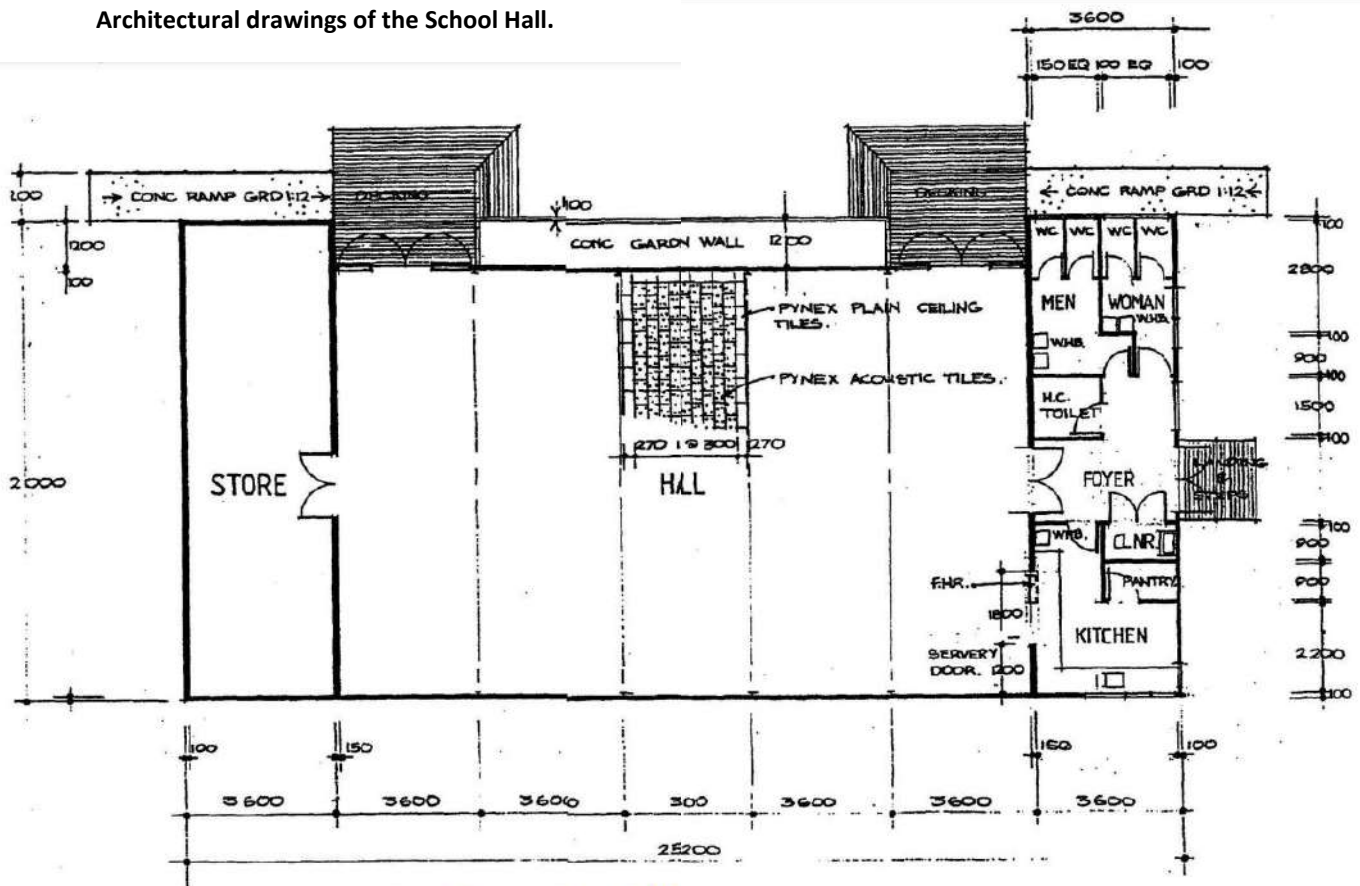 Architectural drawings of the School Hall.
3600
150 EQ 100 EQ 100
→ CONC RAMP GRD 1:12 →
DECKING
← CONC RAMP GRD 1:12 ←
200
1200
100
100
CONC GARDN WALL 1200
WC WC WC WC
MEN
WOMAN
W.H.B.
W.H.B.
H.C.
TOILET
PYNEX PLAIN CEILING
TILES.
PYNEX ACOUSTIC TILES.
270 270
STORE
HALL
FOYER
LANDING
&
STEPS
W.H.B.
CLNR.
PANTRY
F.H.R.
1800
KITCHEN
SERVERY
DOOR. 1200
2000
100
2800
100
900
100
1500
100
100
900
900
2200
100
100
150
150
100
3600
3600
3600
300
3600
3600
3600
25200